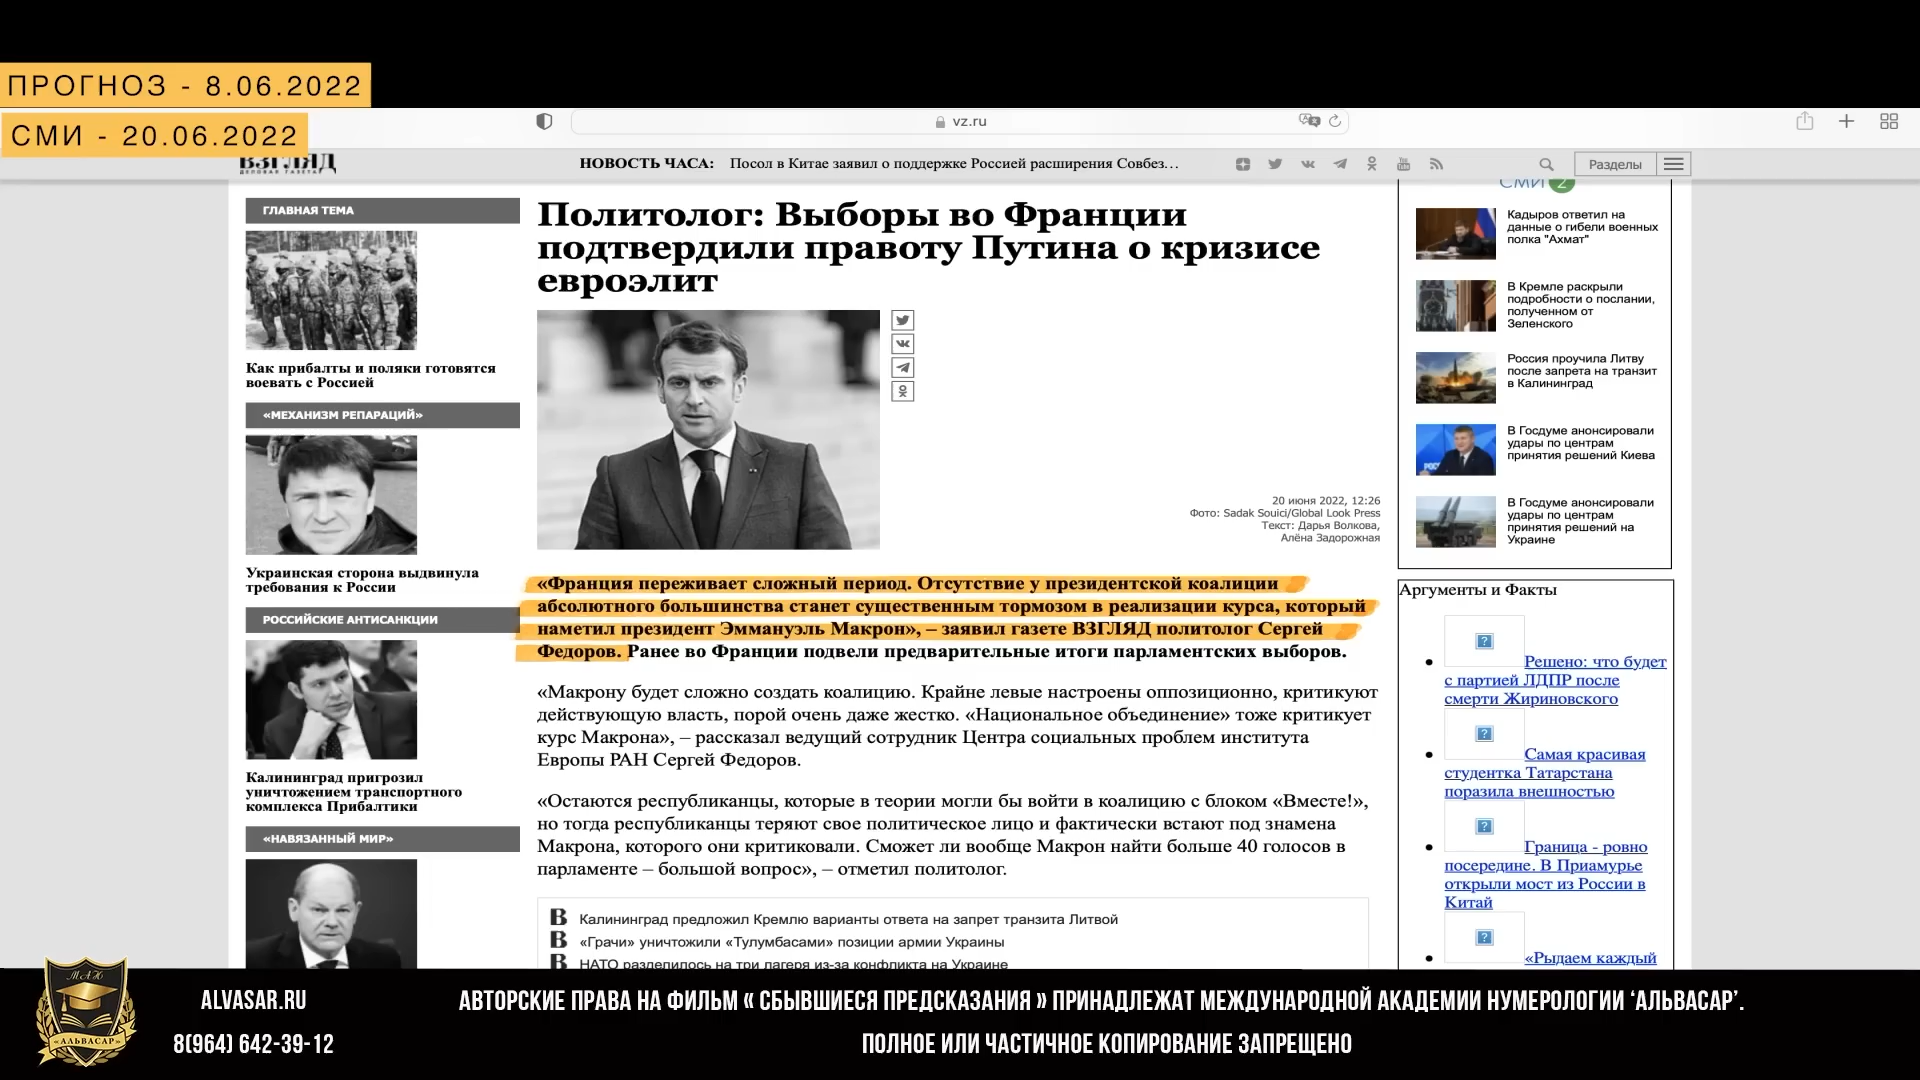 ПРОГНОЗ - 8.06.2022
СМИ - 20.06.2022
vz.ru
ВЗГЛЯД
ДЕЛОВАЯ ГАЗЕТА
НОВОСТЬ ЧАСА: Посол в Китае заявил о поддержке Россией расширения Совбез…
Разделы
ГЛАВНАЯ ТЕМА
Как прибалты и поляки готовятся
воевать с Россией
«МЕХАНИЗМ РЕПАРАЦИЙ»
Украинская сторона выдвинула
требования к России
РОССИЙСКИЕ АНТИСАНКЦИИ
Калининград пригрозил
уничтожением транспортного
комплекса Прибалтики
«НАВЯЗАННЫЙ МИР»
Политолог: Выборы во Франции
подтвердили правоту Путина о кризисе
евроэлит
20 июня 2022, 12:26
Фото: Sadak Souici/Global Look Press
Текст: Дарья Волкова,
Алёна Задорожная
«Франция переживает сложный период. Отсутствие у президентской коалиции
абсолютного большинства станет существенным тормозом в реализации курса, который
наметил президент Эммануэль Макрон», – заявил газете ВЗГЛЯД политолог Сергей
Федоров. Ранее во Франции подвели предварительные итоги парламентских выборов.
«Макрону будет сложно создать коалицию. Крайне левые настроены оппозиционно, критикуют
действующую власть, порой очень даже жестко. «Национальное объединение» тоже критикует
курс Макрона», – рассказал ведущий сотрудник Центра социальных проблем института
Европы РАН Сергей Федоров.
«Остаются республиканцы, которые в теории могли бы войти в коалицию с блоком «Вместе!»,
но тогда республиканцы теряют свое политическое лицо и фактически встают под знамена
Макрона, которого они критиковали. Сможет ли вообще Макрон найти больше 40 голосов в
парламенте – большой вопрос», – отметил политолог.
В Калининград предложил Кремлю варианты ответа на запрет транзита Литвой
В «Грачи» уничтожили «Тулумбасами» позиции армии Украины
В НАТО разделилось на три лагеря из-за конфликта на Украине
СМИ 2
Кадыров ответил на
данные о гибели военных
полка "Ахмат"
В Кремле раскрыли
подробности о послании,
полученном от
Зеленского
Россия проучила Литву
после запрета на транзит
в Калининград
В Госдуме анонсировали
удары по центрам
принятия решений Киева
В Госдуме анонсировали
удары по центрам
принятия решений на
Украине
Аргументы и Факты
Решено: что будет
с партией ЛДПР после
смерти Жириновского
Самая красивая
студентка Татарстана
поразила внешностью
Граница - ровно
посередине. В Приамурье
открыли мост из России в
Китай
«Рыдаем каждый
МАН
«АЛЬВАСАР»
ALVASAR.RU
8(964) 642-39-12
АВТОРСКИЕ ПРАВА НА ФИЛЬМ « СБЫВШИЕСЯ ПРЕДСКАЗАНИЯ » ПРИНАДЛЕЖАТ МЕЖДУНАРОДНОЙ АКАДЕМИИ НУМЕРОЛОГИИ ‘АЛЬВАСАР’.
ПОЛНОЕ ИЛИ ЧАСТИЧНОЕ КОПИРОВАНИЕ ЗАПРЕЩЕНО